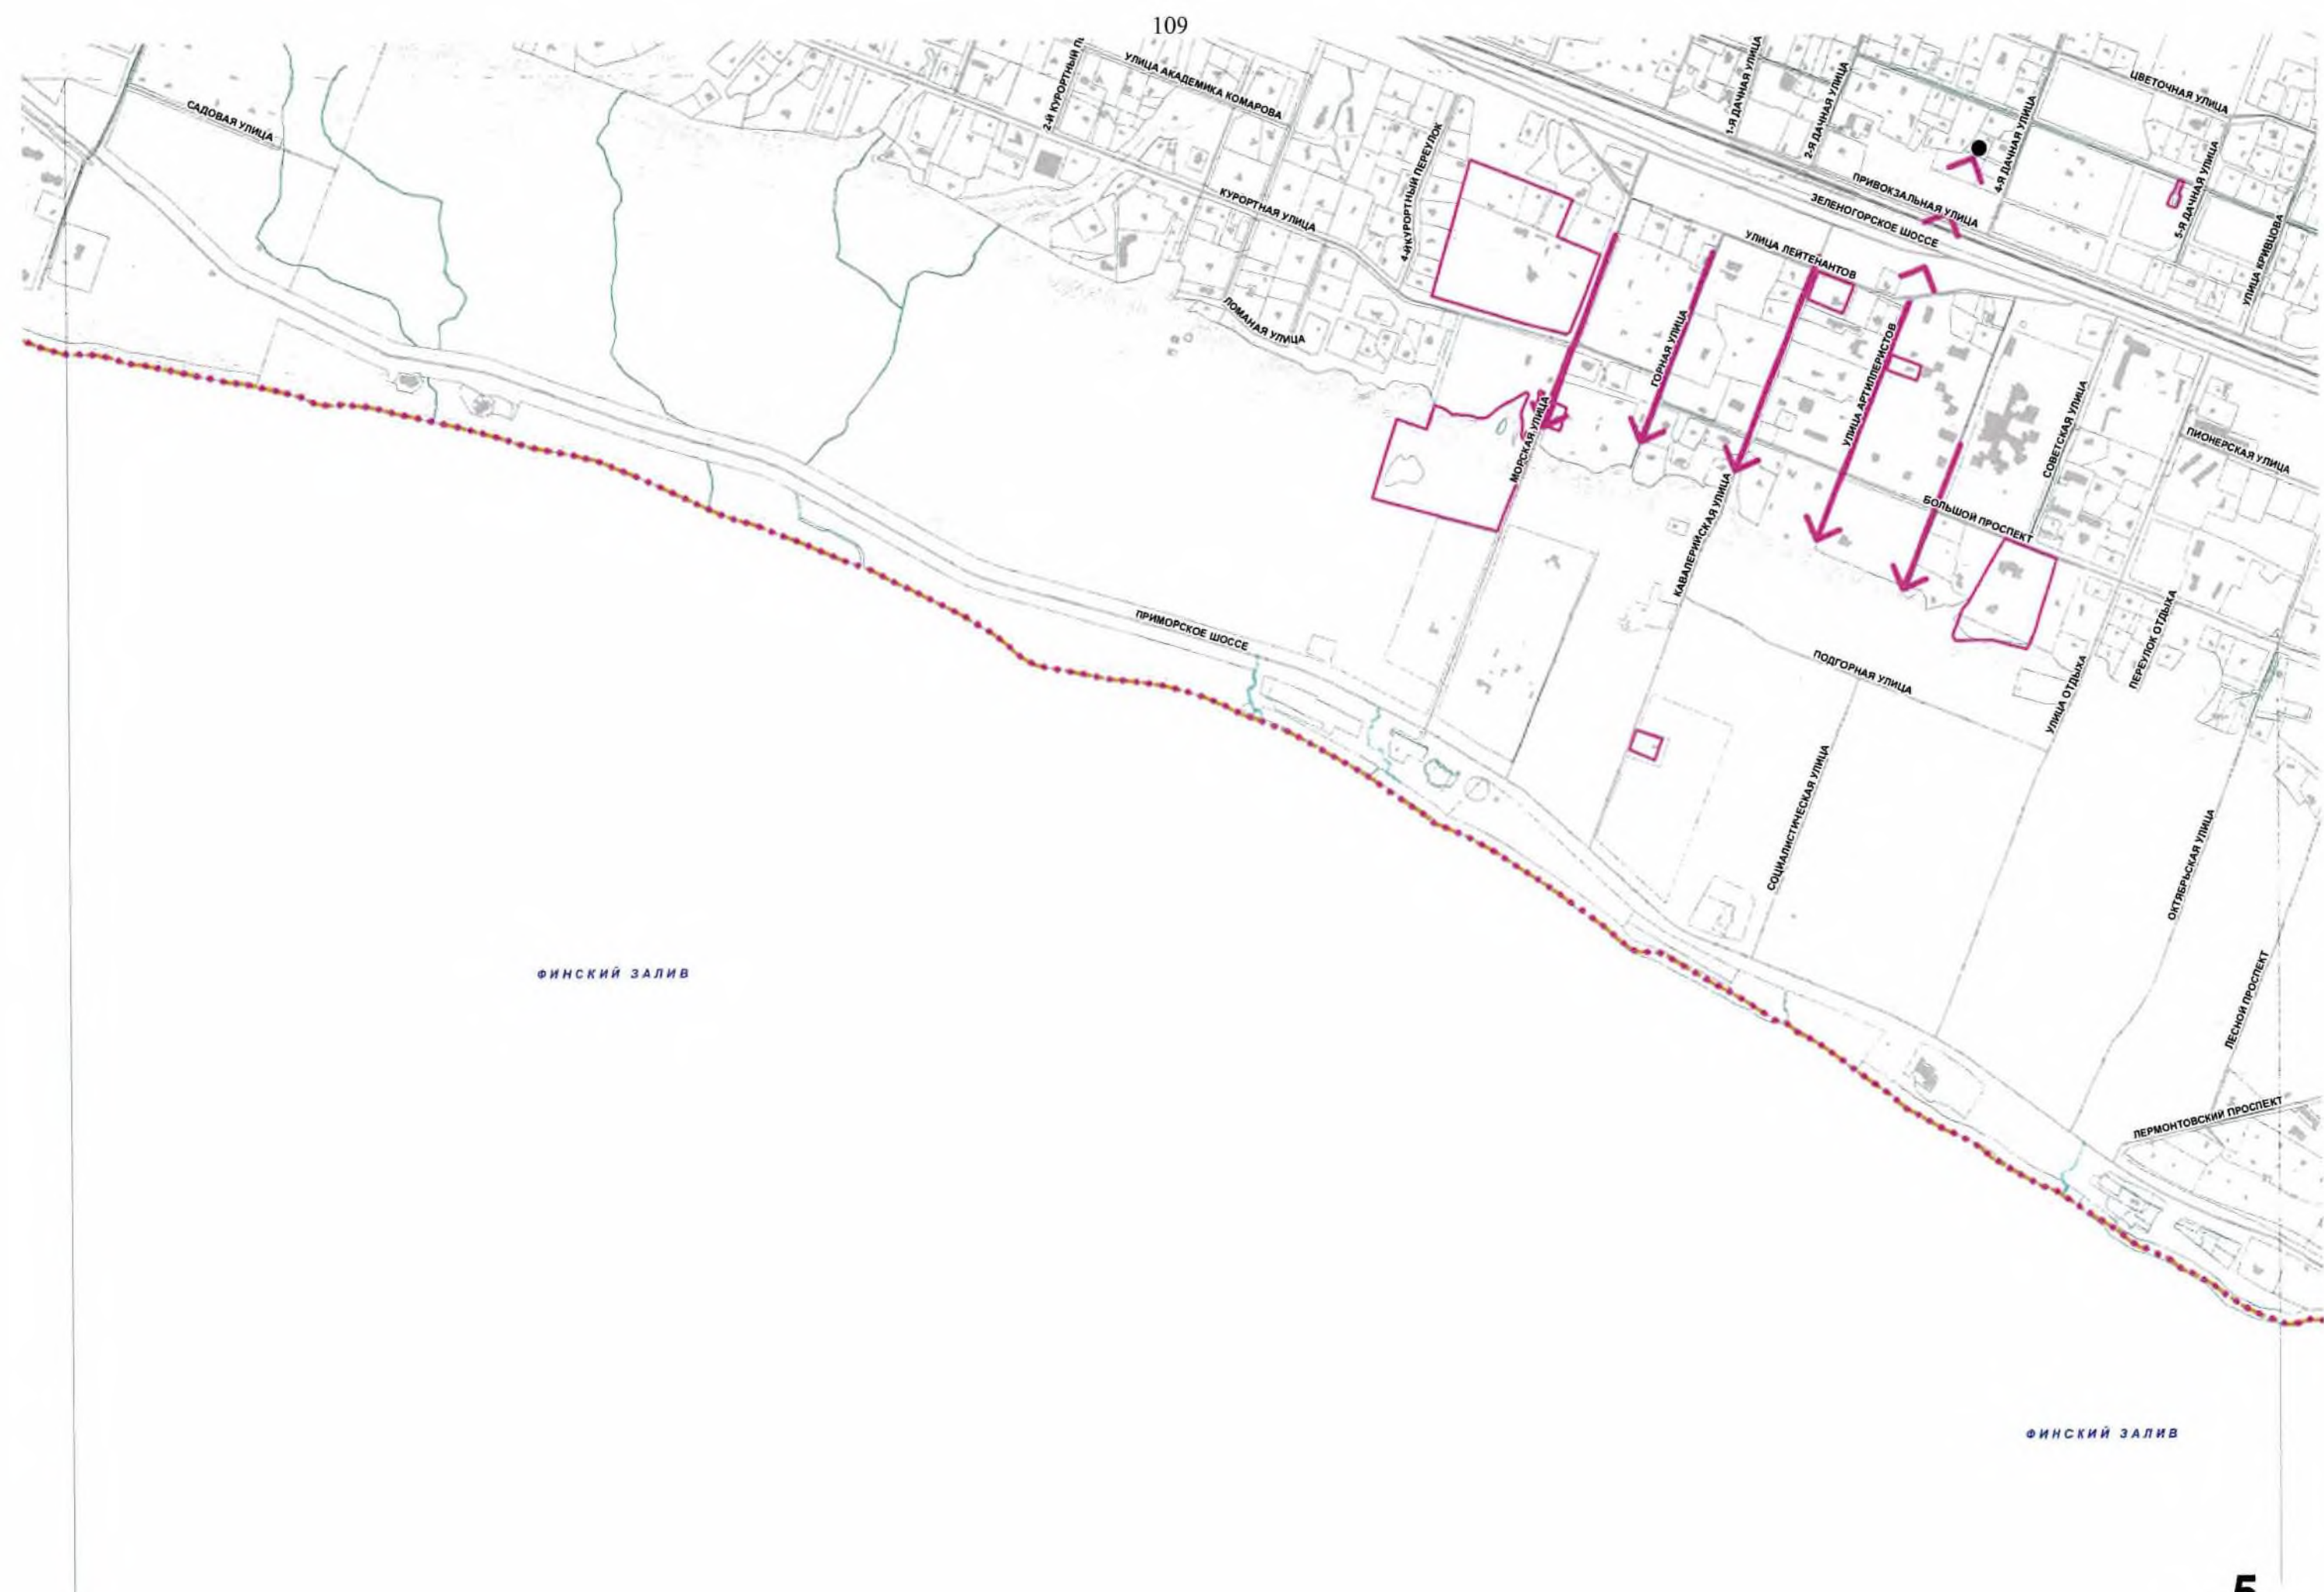 109
САДОВАЯ УЛИЦА
2-Й КУРОРТНЫЙ
УЛИЦА АКАДЕМИКА КОМАРОВА
КУРОРТНАЯ УЛИЦА
4-Й КУРОРТНЫЙ ПЕРЕУЛОК
ЛОМАНАЯ УЛИЦА
1-Я ДАЧНАЯ УЛИЦА
2-Я ДАЧНАЯ УЛИЦА
4-Я ДАЧНАЯ УЛИЦА
ЦВЕТОЧНАЯ УЛИЦА
5-Я ДАЧНАЯ УЛИЦА
УЛИЦА КРИВЦОВА
ПРИВОКЗАЛЬНАЯ УЛИЦА
ЗЕЛЕНОГОРСКОЕ ШОССЕ
УЛИЦА ЛЕЙТЕНАНТОВ
ГОРНАЯ УЛИЦА
УЛИЦА АРТИЛЛЕРИСТОВ
МОРСКАЯ УЛИЦА
СОВЕТСКАЯ УЛИЦА
ПИОНЕРСКАЯ УЛИЦА
БОЛЬШОЙ ПРОСПЕКТ
КАВАЛЕРИЙСКАЯ УЛИЦА
ПРИМОРСКОЕ ШОССЕ
ПОДГОРНАЯ УЛИЦА
УЛИЦА ОТДЫХА
ПЕРЕУЛОК ОТДЫХА
СОЦИАЛИСТИЧЕСКАЯ УЛИЦА
ОКТЯБРЬСКАЯ УЛИЦА
ЛЕСНОЙ ПРОСПЕКТ
ЛЕРМОНТОВСКИЙ ПРОСПЕКТ
ФИНСКИЙ ЗАЛИВ
ФИНСКИЙ ЗАЛИВ
5